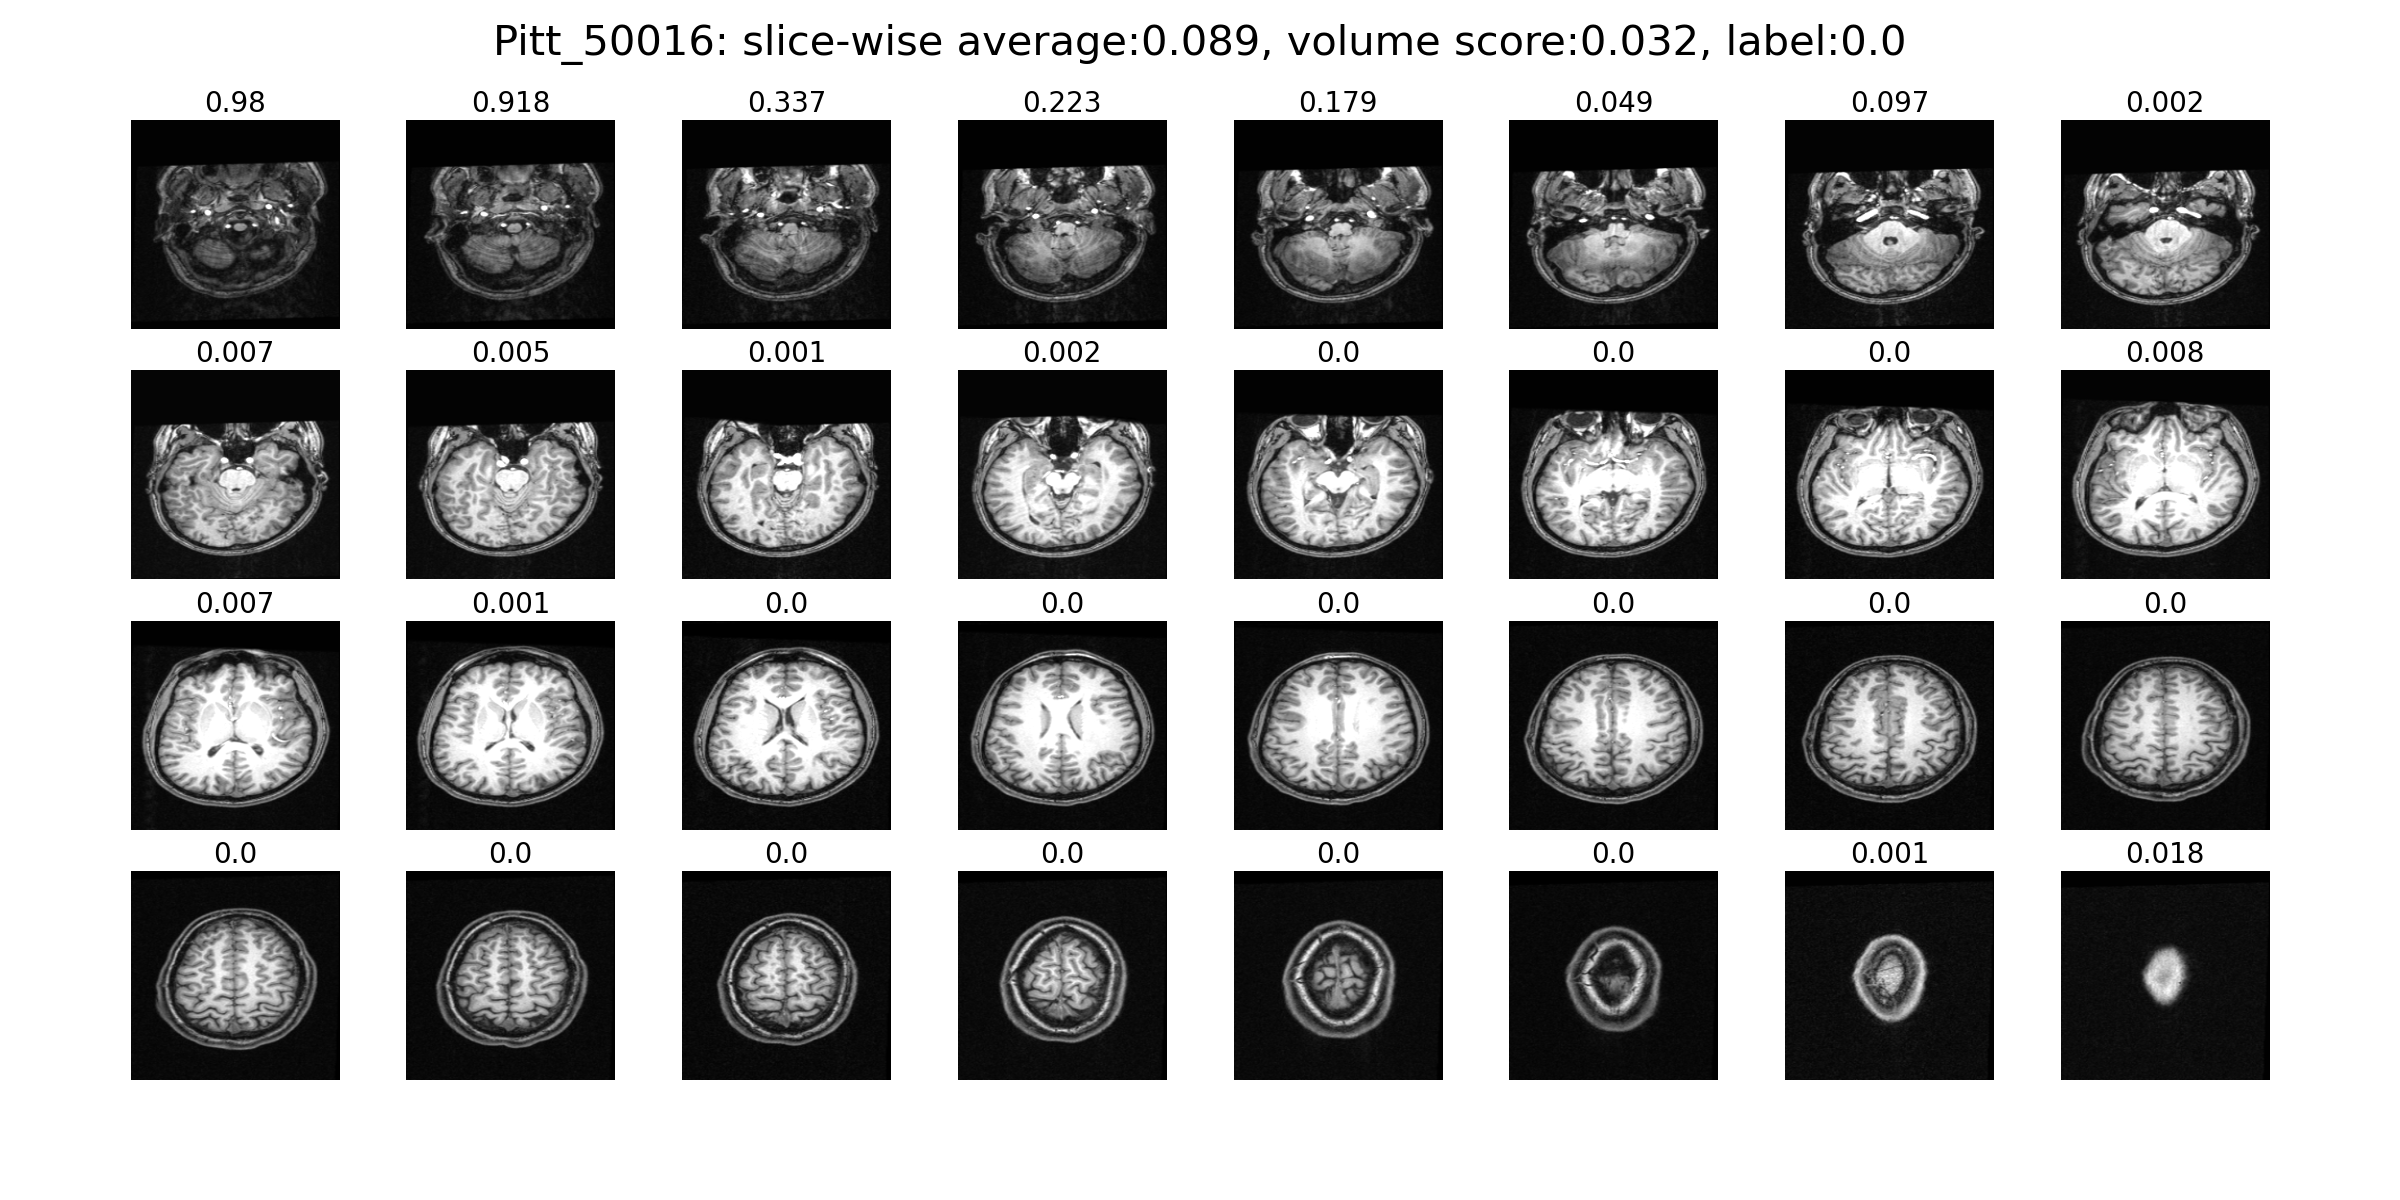 Pitt_50016: slice-wise average:0.089, volume score:0.032, label:0.0
0.98 0.918 0.337 0.223 0.179 0.049 0.097 0.002
0.007 0.005 0.001 0.002 0.0 0.0 0.0 0.008
0.007 0.001 0.0 0.0 0.0 0.0 0.0 0.0
0.0 0.0 0.0 0.0 0.0 0.0 0.001 0.018